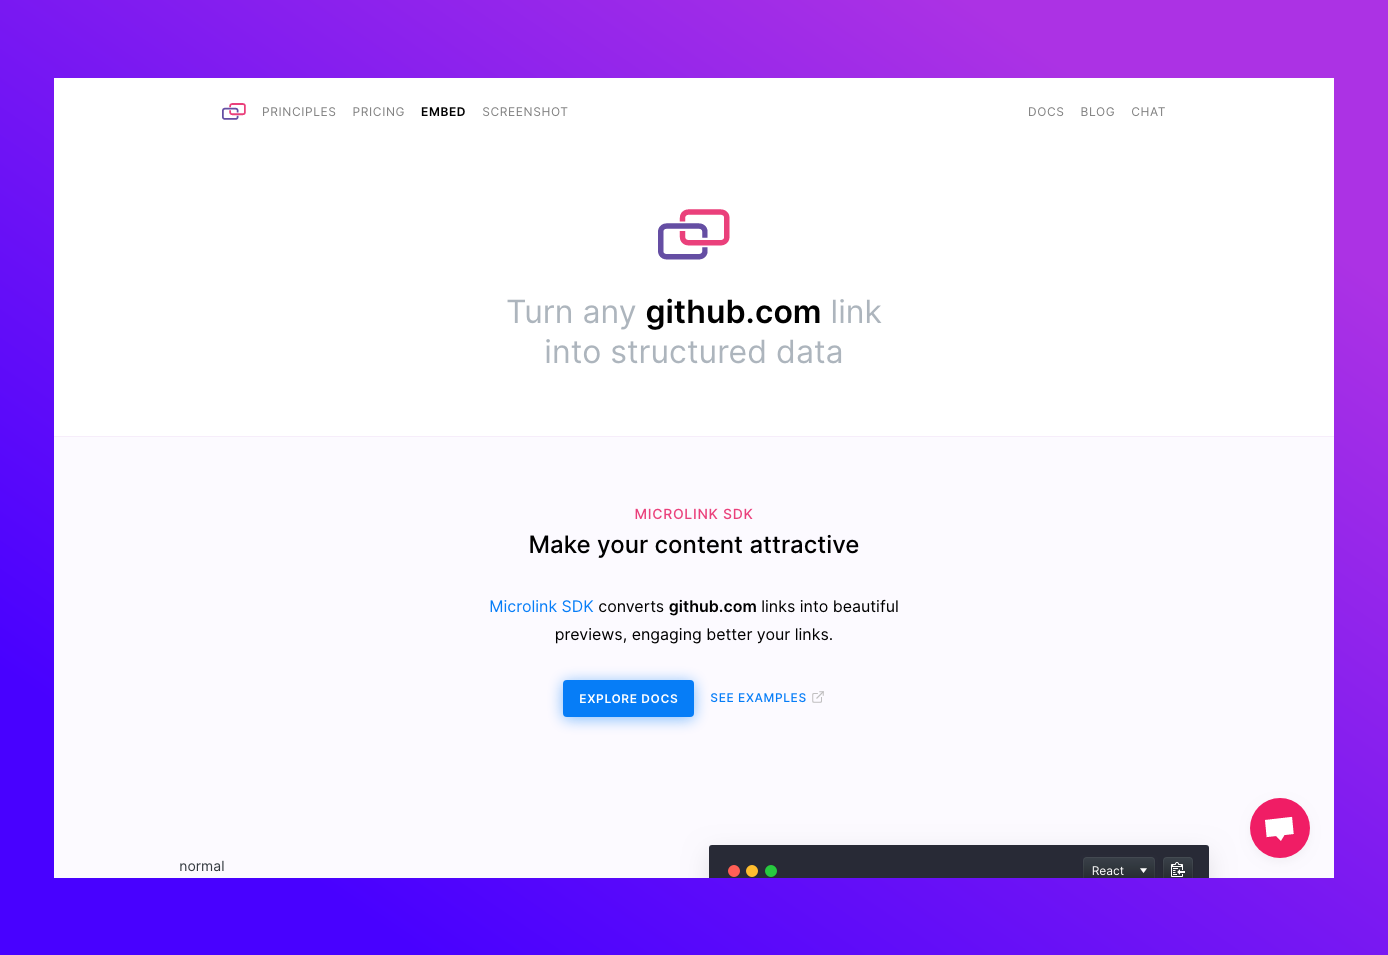 PRINCIPLES PRICING EMBED SCREENSHOT DOCS BLOG CHAT
Turn any github.com link
into structured data
MICROLINK SDK
Make your content attractive
Microlink SDK converts github.com links into beautiful
previews, engaging better your links.
EXPLORE DOCS SEE EXAMPLES
normal
React